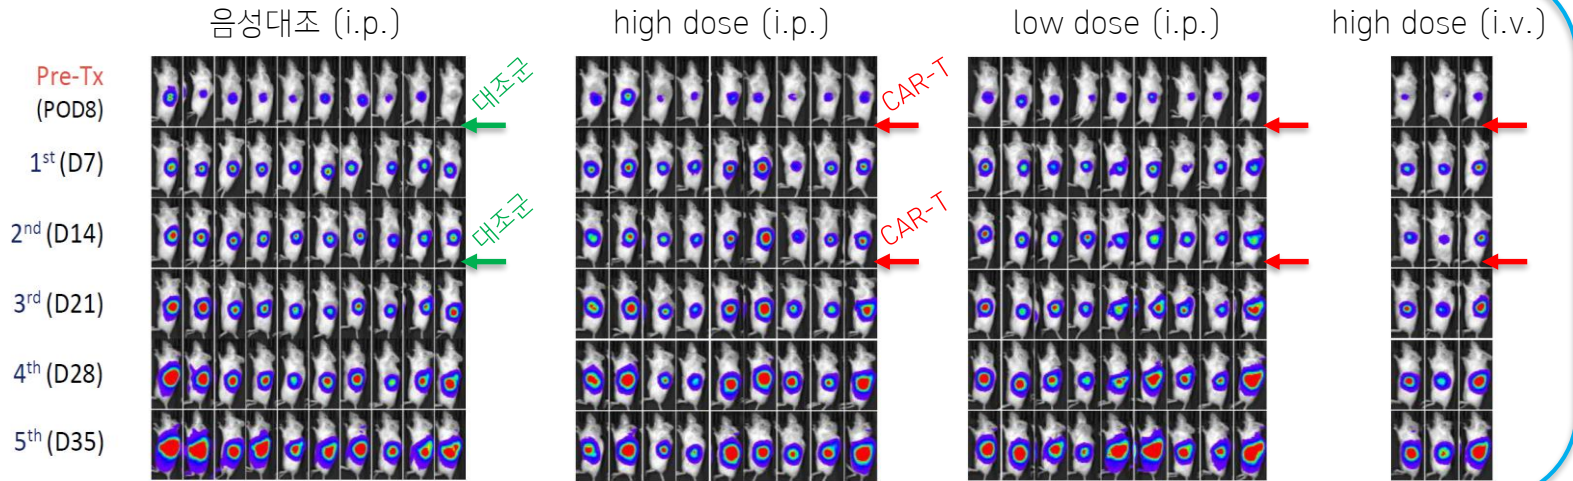 음성대조 (i.p.)
high dose (i.p.)
low dose (i.p.)
high dose (i.v.)
Pre-Tx
(POD8)
대조군
CAR-T
1st (D7)
2nd (D14)
대조군
CAR-T
3rd (D21)
4th (D28)
5th (D35)